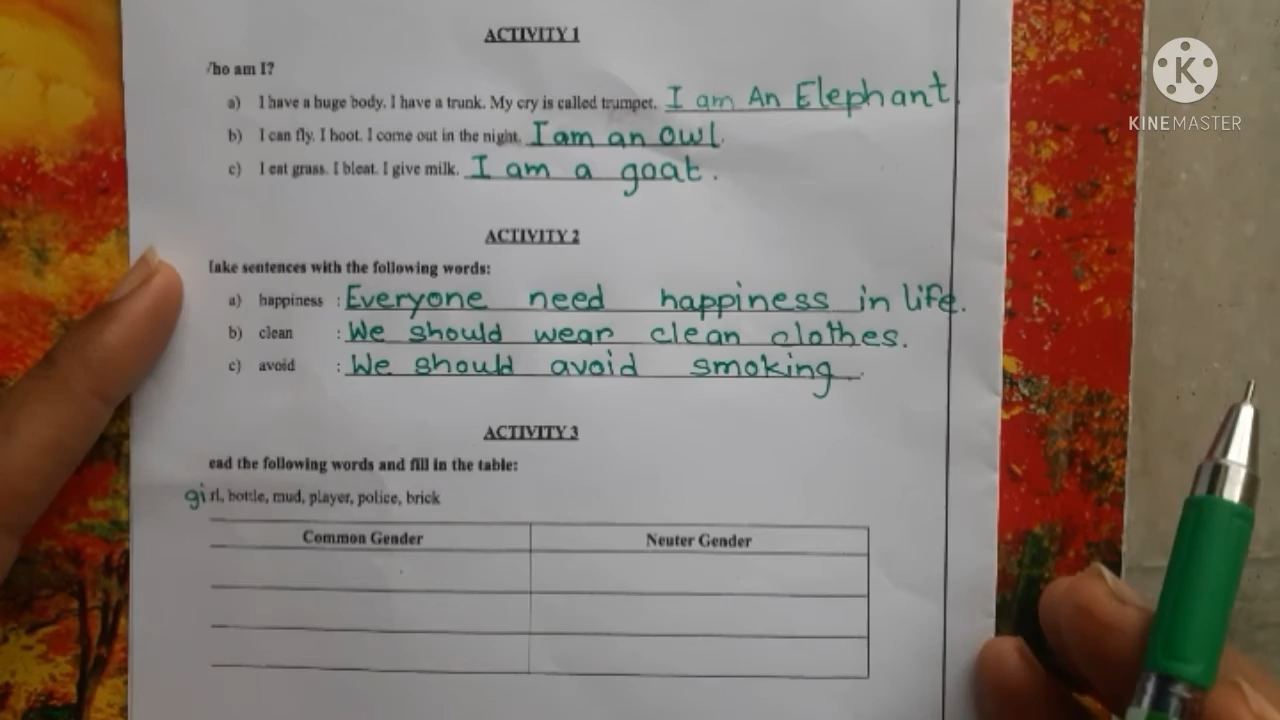 ACTIVITY 1
ho am I?
a) I have a huge body. I have a trunk. My cry is called trumpet. I am An Elephant.
b) I can fly. I hoot. I come out in the night. I am an owl.
c) I eat grass. I bleat. I give milk. I am a goat.
ACTIVITY 2
ake sentences with the following words:
a) happiness : Everyone need happiness in life.
b) clean : We should wear clean clothes.
c) avoid : We should avoid smoking.
ACTIVITY 3
ead the following words and fill in the table:
girl, bottle, mud, player, police, brick
Common Gender Neuter Gender
K
KINEMASTER